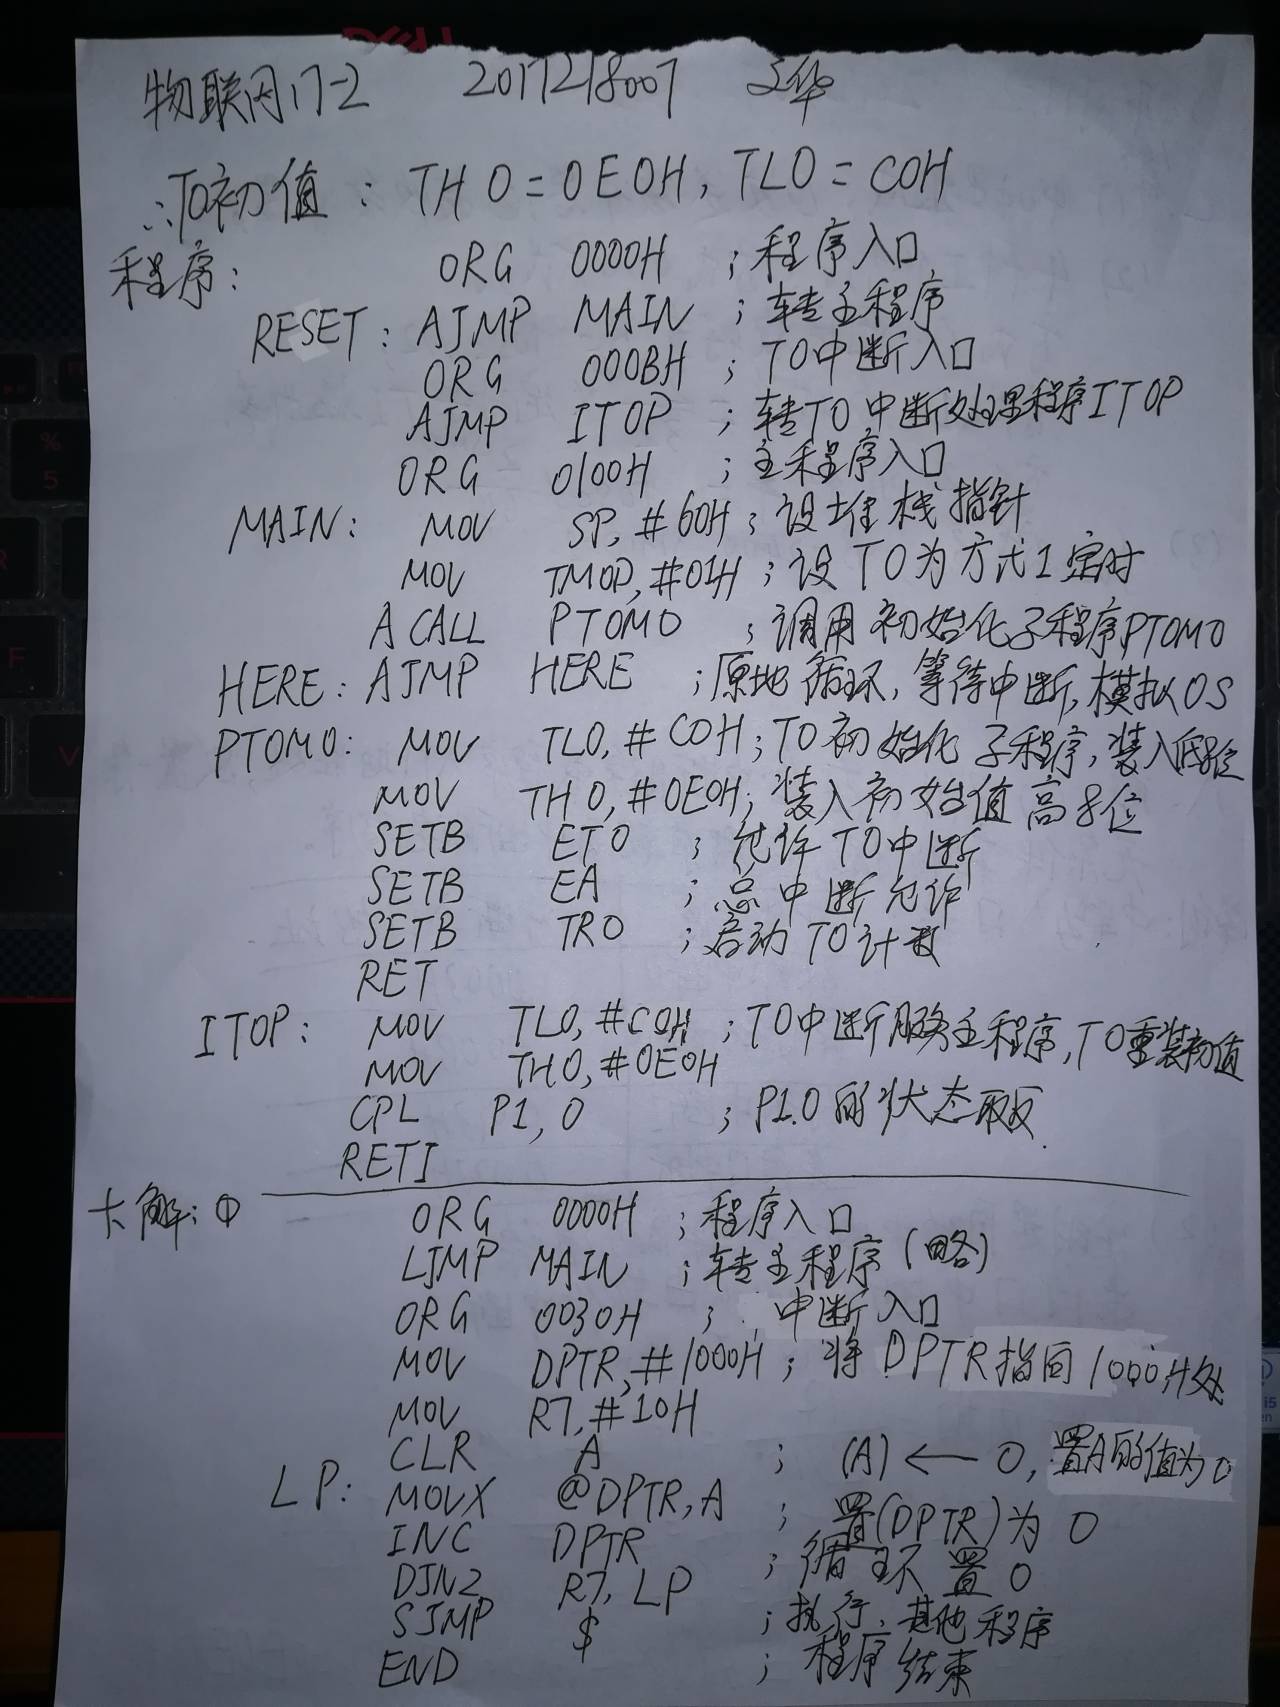 物联网17-2 2017218007 文华
∴T0初值: TH0=0E0H, TL0=C0H
程序: ORG 0000H ;程序入口
RESET: AJMP MAIN ;转主程序
ORG 000BH ;T0中断入口
AJMP IT0P ;转T0中断处理程序IT0P
ORG 0100H ;主程序入口
MAIN: MOV SP,#60H ;设堆栈指针
MOV TMOD,#01H ;设T0为方式1定时
ACALL PT0M0 ;调用初始化子程序PT0M0
HERE: AJMP HERE ;原地循环,等待中断,模拟OS
PT0M0: MOV TL0,#C0H ;T0初始化子程序,装入低8位
MOV TH0,#0E0H ;装入初始值高8位
SETB ET0 ;允许T0中断
SETB EA ;总中断允许
SETB TR0 ;启动T0计数
RET
IT0P: MOV TL0,#C0H ;T0中断服务主程序,T0重装初值
MOV TH0,#0E0H
CPL P1,0 ;P1.0的状态取反.
RETI
大解:① ORG 0000H ;程序入口
LJMP MAIN ;转主程序(略)
ORG 0030H ;中断入口
MOV DPTR,#1000H ;将DPTR指向1000H处
MOV R7,#10H
CLR A ; (A)←0,置A的值为0
LP: MOVX @DPTR,A ;置(DPTR)为0
INC DPTR ;循环置0
DJNZ R7,LP
SJMP $ ;执行其他程序
END ;程序结束
DELL
%
5
R
F
V
i5